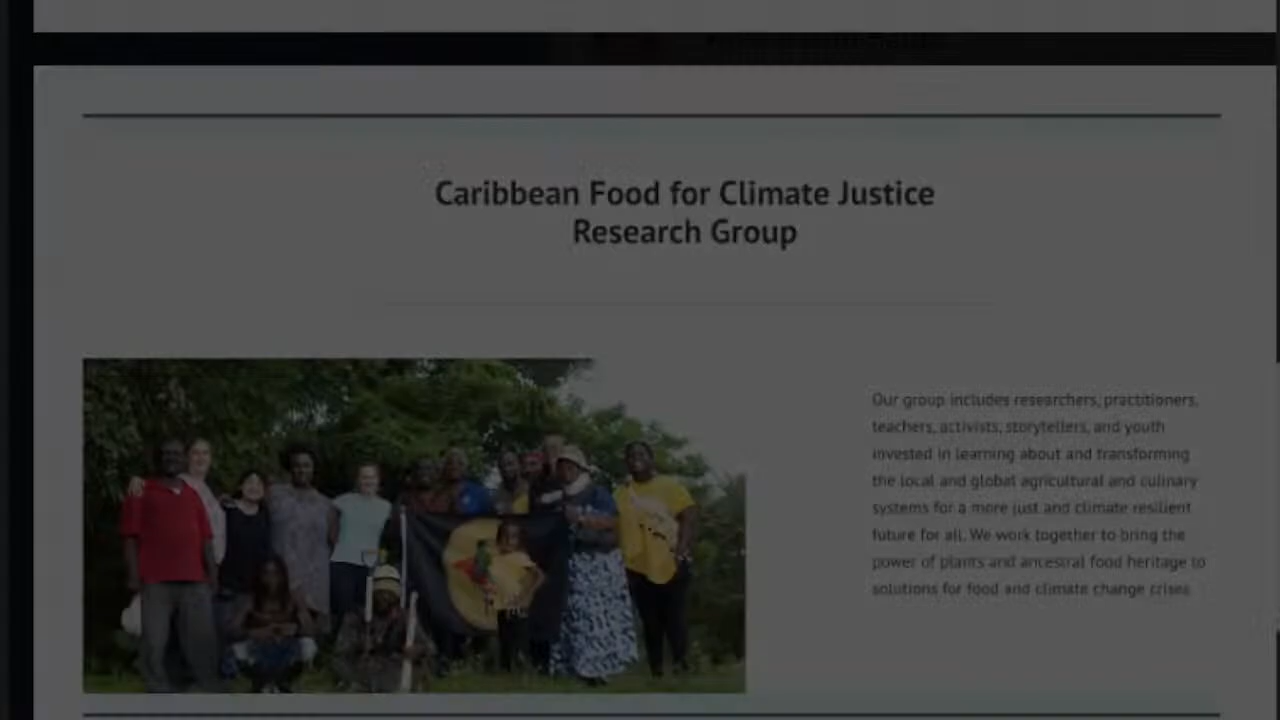 Caribbean Food for Climate Justice
Research Group
Our group includes researchers, practitioners,
teachers, activists, storytellers, and youth
invested in learning about and transforming
the local and global agricultural and culinary
systems for a more just and climate resilient
future for all. We work together to bring the
power of plants and ancestral food heritage to
solutions for food and climate change crises.